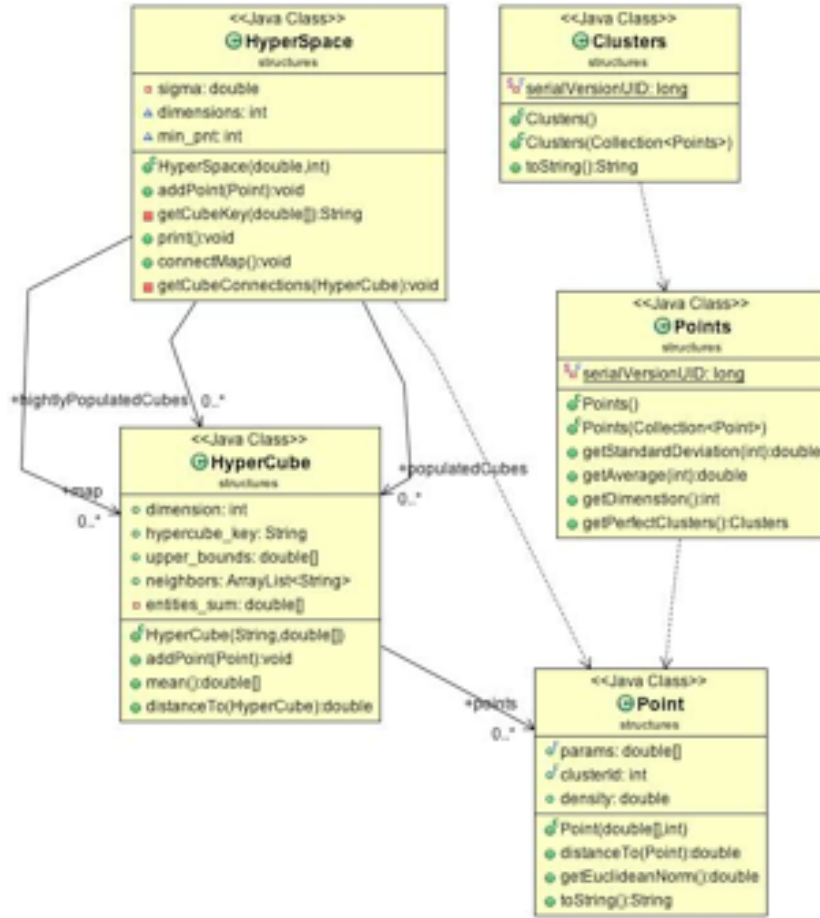 <<Java Class>>
HyperSpace
structures
sigma: double
dimensions: int
min_pnt: int
HyperSpace(double,int)
addPoint(Point):void
getCubeKey(double[]):String
print():void
connectMap():void
getCubeConnections(HyperCube):void
<<Java Class>>
Clusters
structures
serialVersionUID: long
Clusters()
Clusters(Collection<Points>)
toString():String
<<Java Class>>
Points
structures
serialVersionUID: long
Points()
Points(Collection<Point>)
getStandardDeviation(int):double
getAverage(int):double
getDimenstion():int
getPerfectClusters():Clusters
+hightlyPopulatedCubes
0..*
+map
0..*
+populatedCubes
0..*
<<Java Class>>
HyperCube
structures
dimension: int
hypercube_key: String
upper_bounds: double[]
neighbors: ArrayList<String>
entities_sum: double[]
HyperCube(String,double[])
addPoint(Point):void
mean():double[]
distanceTo(HyperCube):double
+points
0..*
<<Java Class>>
Point
structures
params: double[]
clusterId: int
density: double
Point(double[],int)
distanceTo(Point):double
getEuclideanNorm():double
toString():String